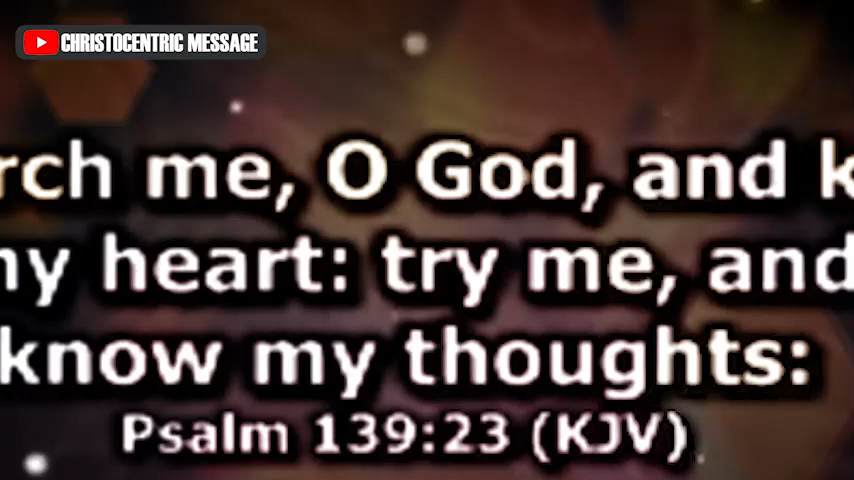 CHRISTOCENTRIC MESSAGE
rch me, O God, and k
ny heart: try me, and
know my thoughts:
Psalm 139:23 (KJV)